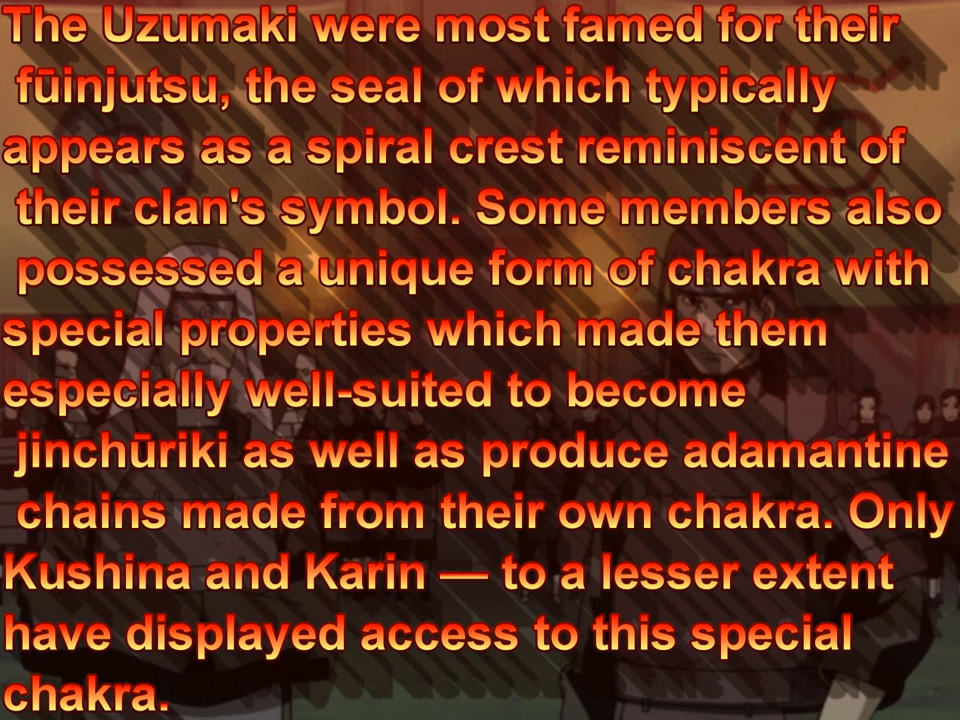 The Uzumaki were most famed for their
fūinjutsu, the seal of which typically
appears as a spiral crest reminiscent of
their clan's symbol. Some members also
possessed a unique form of chakra with
special properties which made them
especially well-suited to become
jinchūriki as well as produce adamantine
chains made from their own chakra. Only
Kushina and Karin — to a lesser extent
have displayed access to this special
chakra.